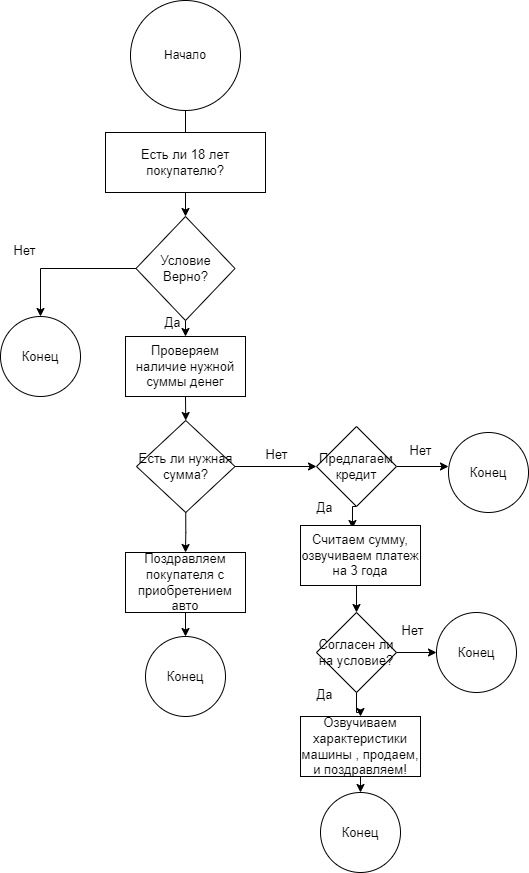 Начало
Есть ли 18 лет
покупателю?
Условие
Верно?
Нет
Конец
Да
Проверяем
наличие нужной
суммы денег
Есть ли нужная
сумма?
Нет
Предлагаем
кредит
Нет
Конец
Да
Считаем сумму,
озвучиваем платеж
на 3 года
Поздравляем
покупателя с
приобретением
авто
Конец
Согласен ли
на условие?
Нет
Конец
Да
Озвучиваем
характеристики
машины , продаем,
и поздравляем!
Конец